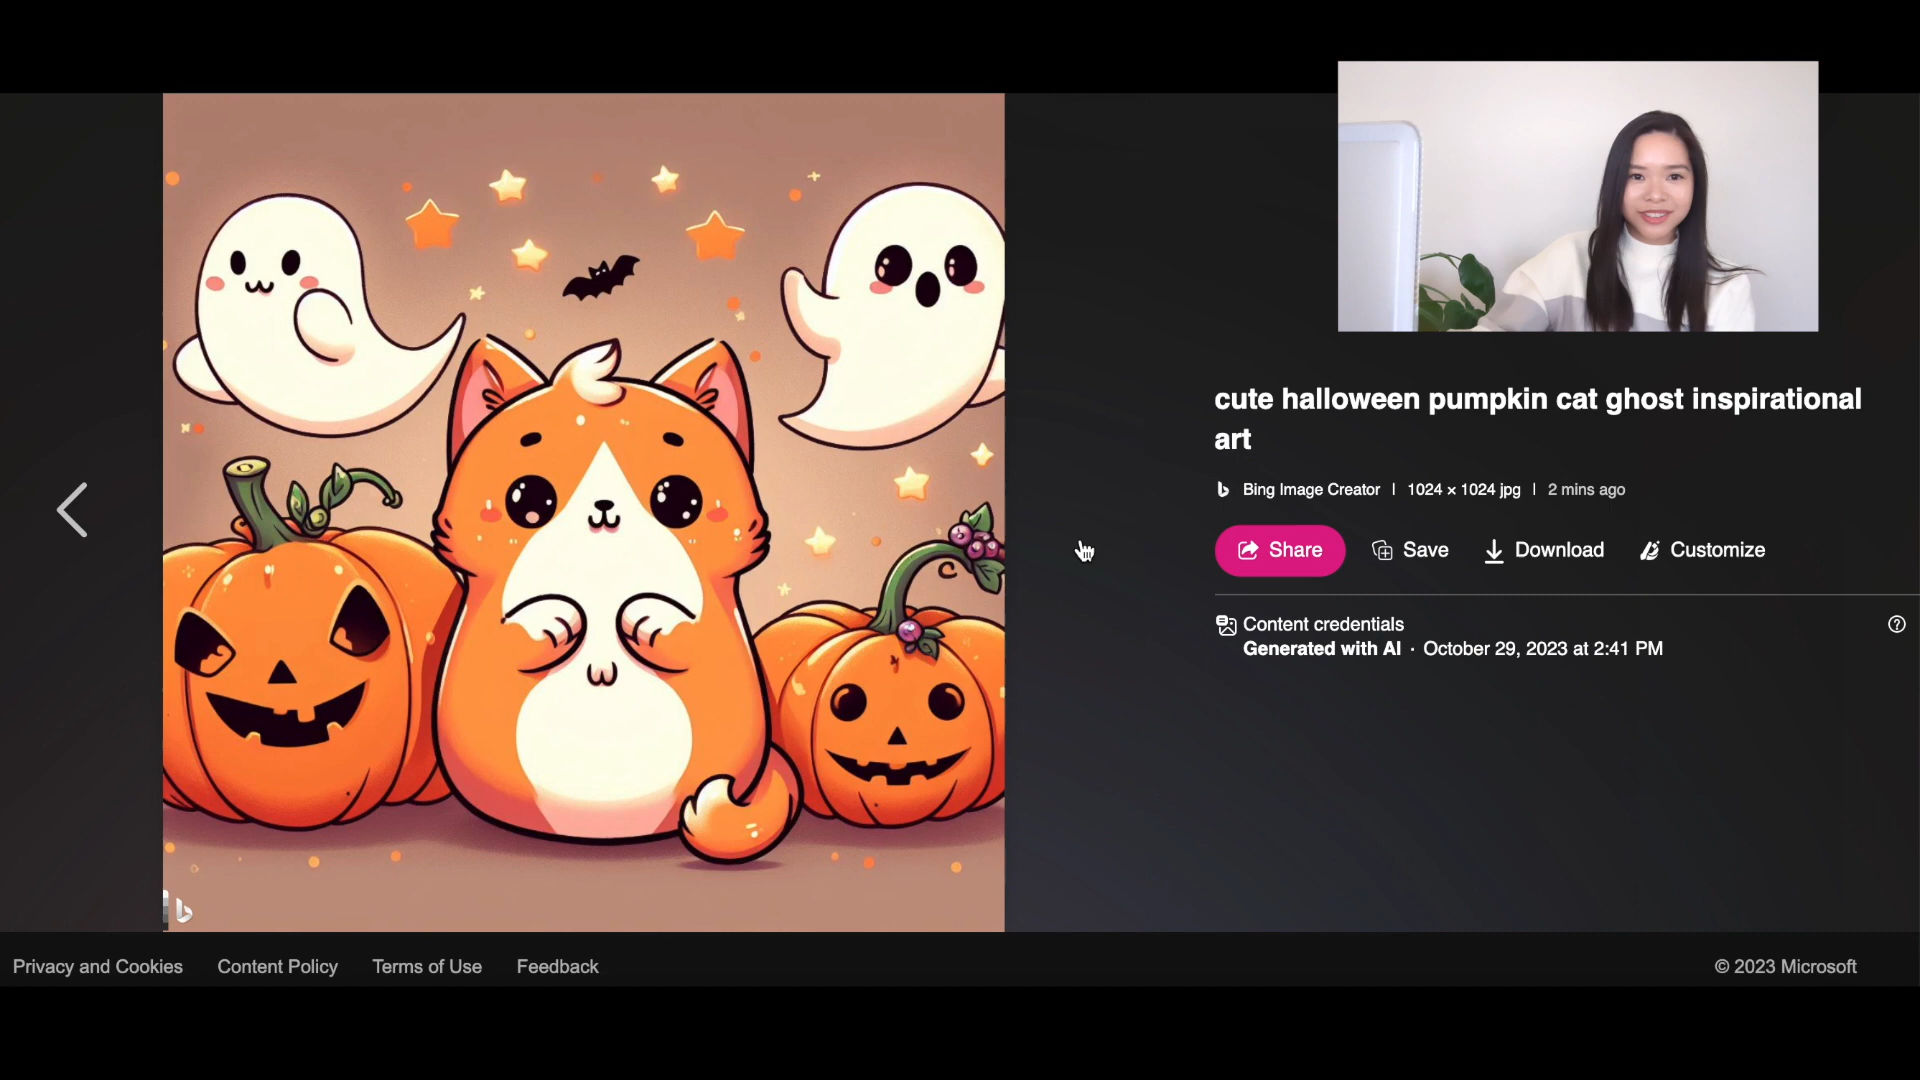 cute halloween pumpkin cat ghost inspirational
art
Bing Image Creator | 1024 × 1024 jpg | 2 mins ago
Share Save Download Customize
Content credentials
Generated with AI · October 29, 2023 at 2:41 PM
Privacy and Cookies Content Policy Terms of Use Feedback © 2023 Microsoft